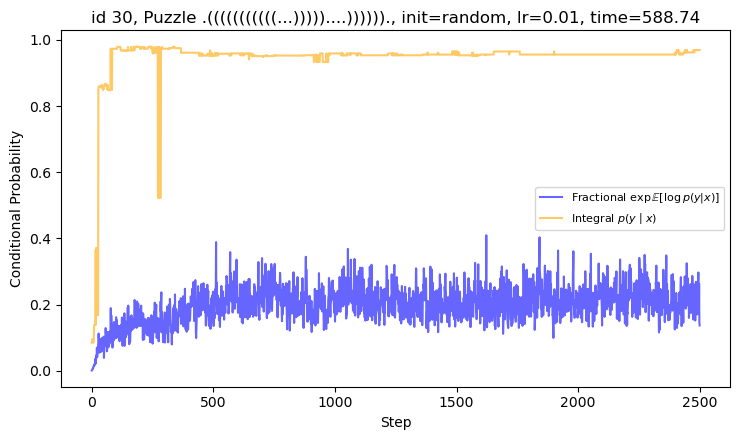 id 30, Puzzle .(((((((((((...)))))....))))))., init=random, lr=0.01, time=588.74
Conditional Probability
1.0
0.8
0.6
0.4
0.2
0.0
Fractional exp𝔼[log p(y|x)]
Integral p(y | x)
0 500 1000 1500 2000 2500
Step